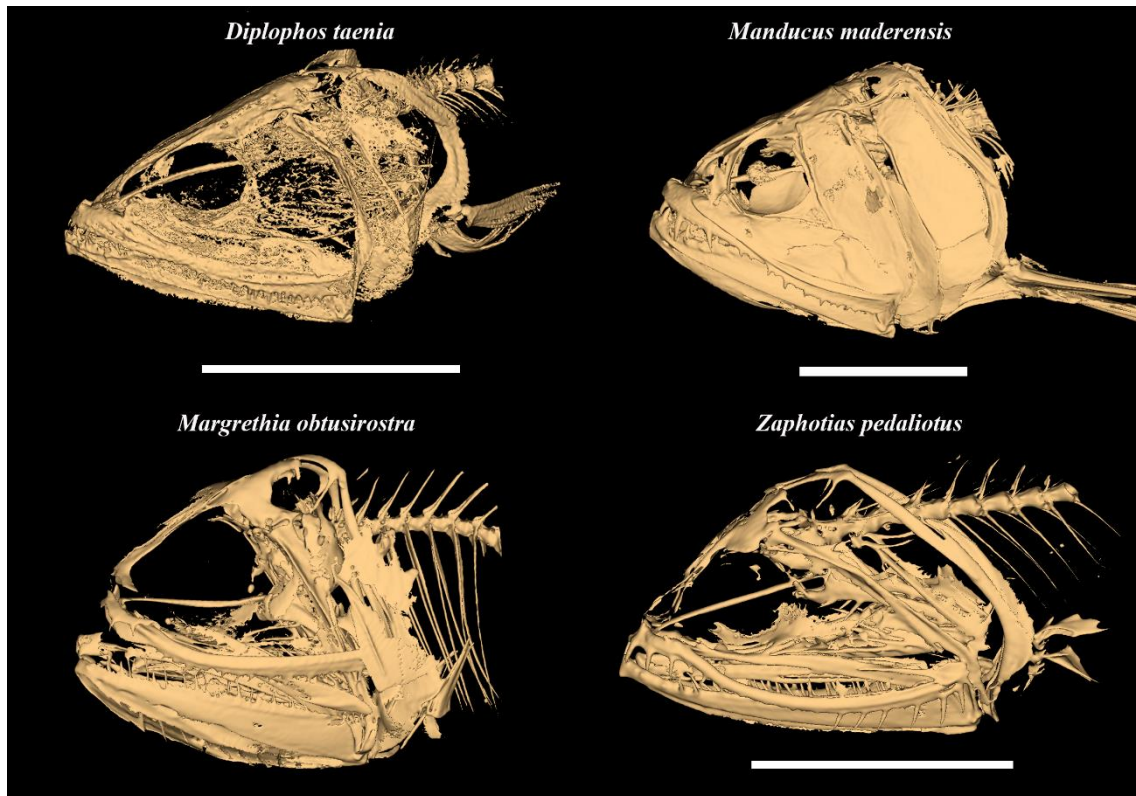 Diplophos taenia
Manducus maderensis
Margrethia obtusirostra
Zaphotias pedaliotus